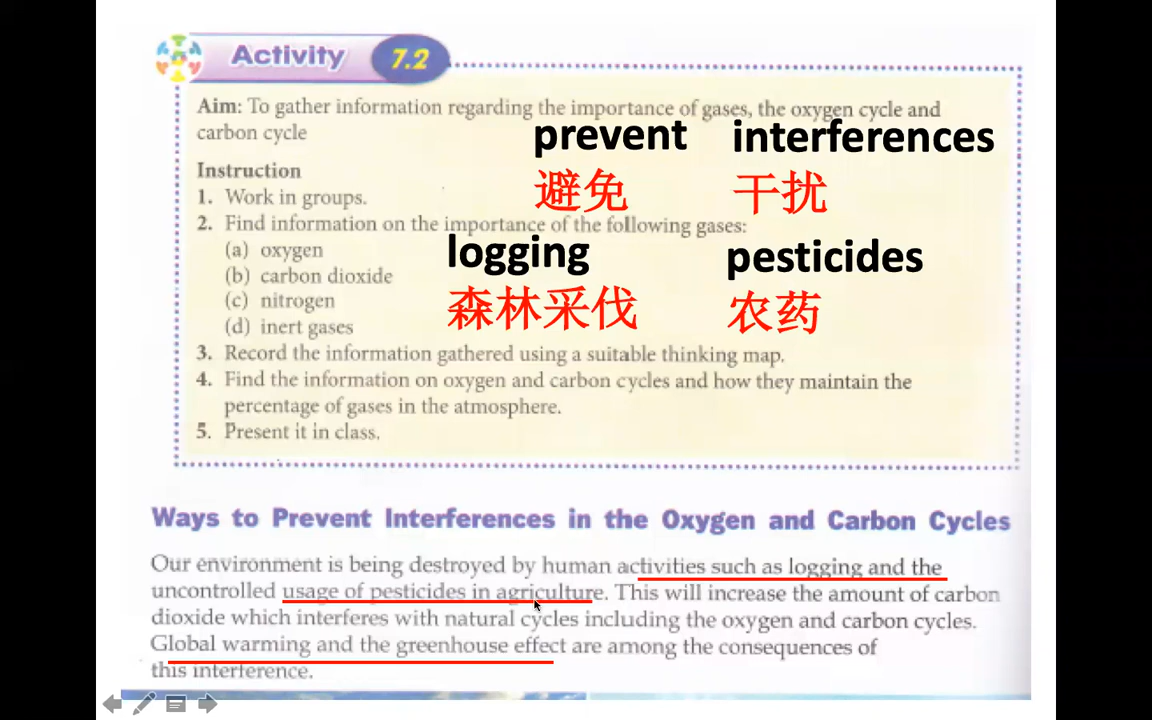 Activity 7.2
Aim: To gather information regarding the importance of gases, the oxygen cycle and
carbon cycle
prevent interferences
避免 干扰
Instruction
1. Work in groups.
2. Find information on the importance of the following gases:
logging pesticides
森林采伐 农药
(a) oxygen
(b) carbon dioxide
(c) nitrogen
(d) inert gases
3. Record the information gathered using a suitable thinking map.
4. Find the information on oxygen and carbon cycles and how they maintain the
percentage of gases in the atmosphere.
5. Present it in class.
Ways to Prevent Interferences in the Oxygen and Carbon Cycles
Our environment is being destroyed by human activities such as logging and the
uncontrolled usage of pesticides in agriculture. This will increase the amount of carbon
dioxide which interferes with natural cycles including the oxygen and carbon cycles.
Global warming and the greenhouse effect are among the consequences of
this interference.